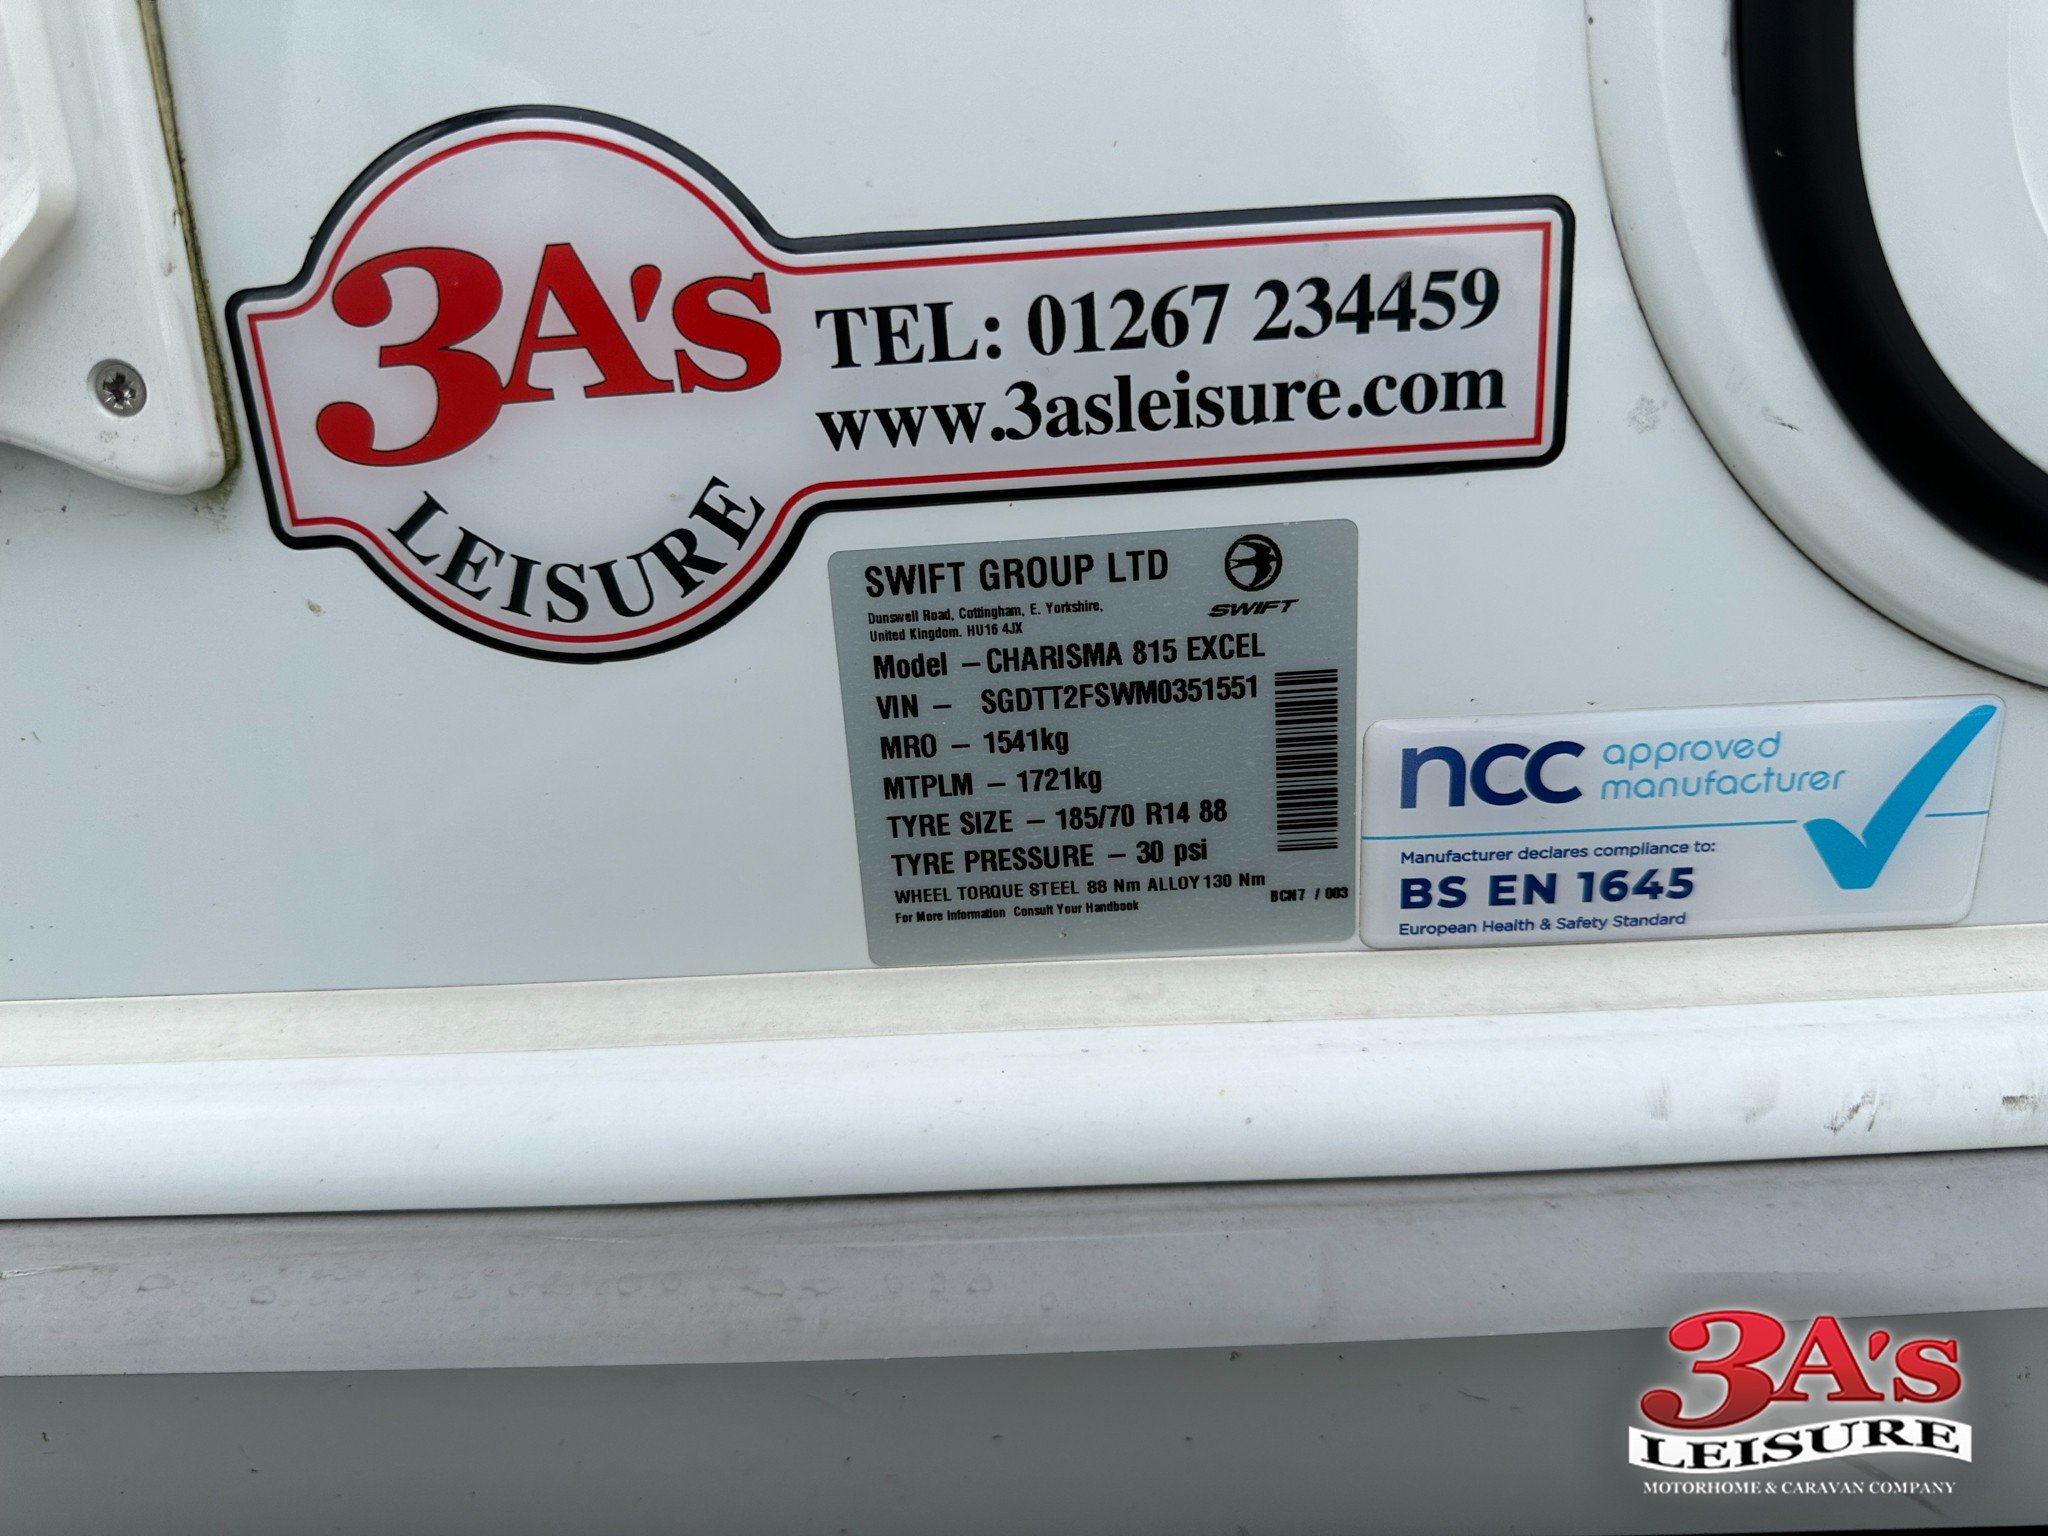 3A's
LEISURE
TEL: 01267 234459
www.3asleisure.com
SWIFT GROUP LTD
SWIFT
Dunswell Road, Cottingham, E. Yorkshire,
United Kingdom. HU16 4JX
Model – CHARISMA 815 EXCEL
VIN – SGDTT2FSWM0351551
MRO – 1541kg
MTPLM – 1721kg
TYRE SIZE – 185/70 R14 88
TYRE PRESSURE – 30 psi
WHEEL TORQUE STEEL 88 Nm ALLOY 130 Nm
BCN7 / 003
For More Information Consult Your Handbook
ncc approved
manufacturer
Manufacturer declares compliance to:
BS EN 1645
European Health & Safety Standard
3A's
LEISURE
MOTORHOME & CARAVAN COMPANY